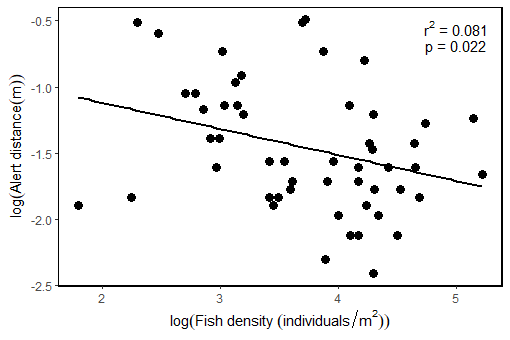 r² = 0.081
p = 0.022
-0.5
-1.0
-1.5
-2.0
-2.5
log(Alert distance(m))
2
3
4
5
log(Fish density (individuals/m²))